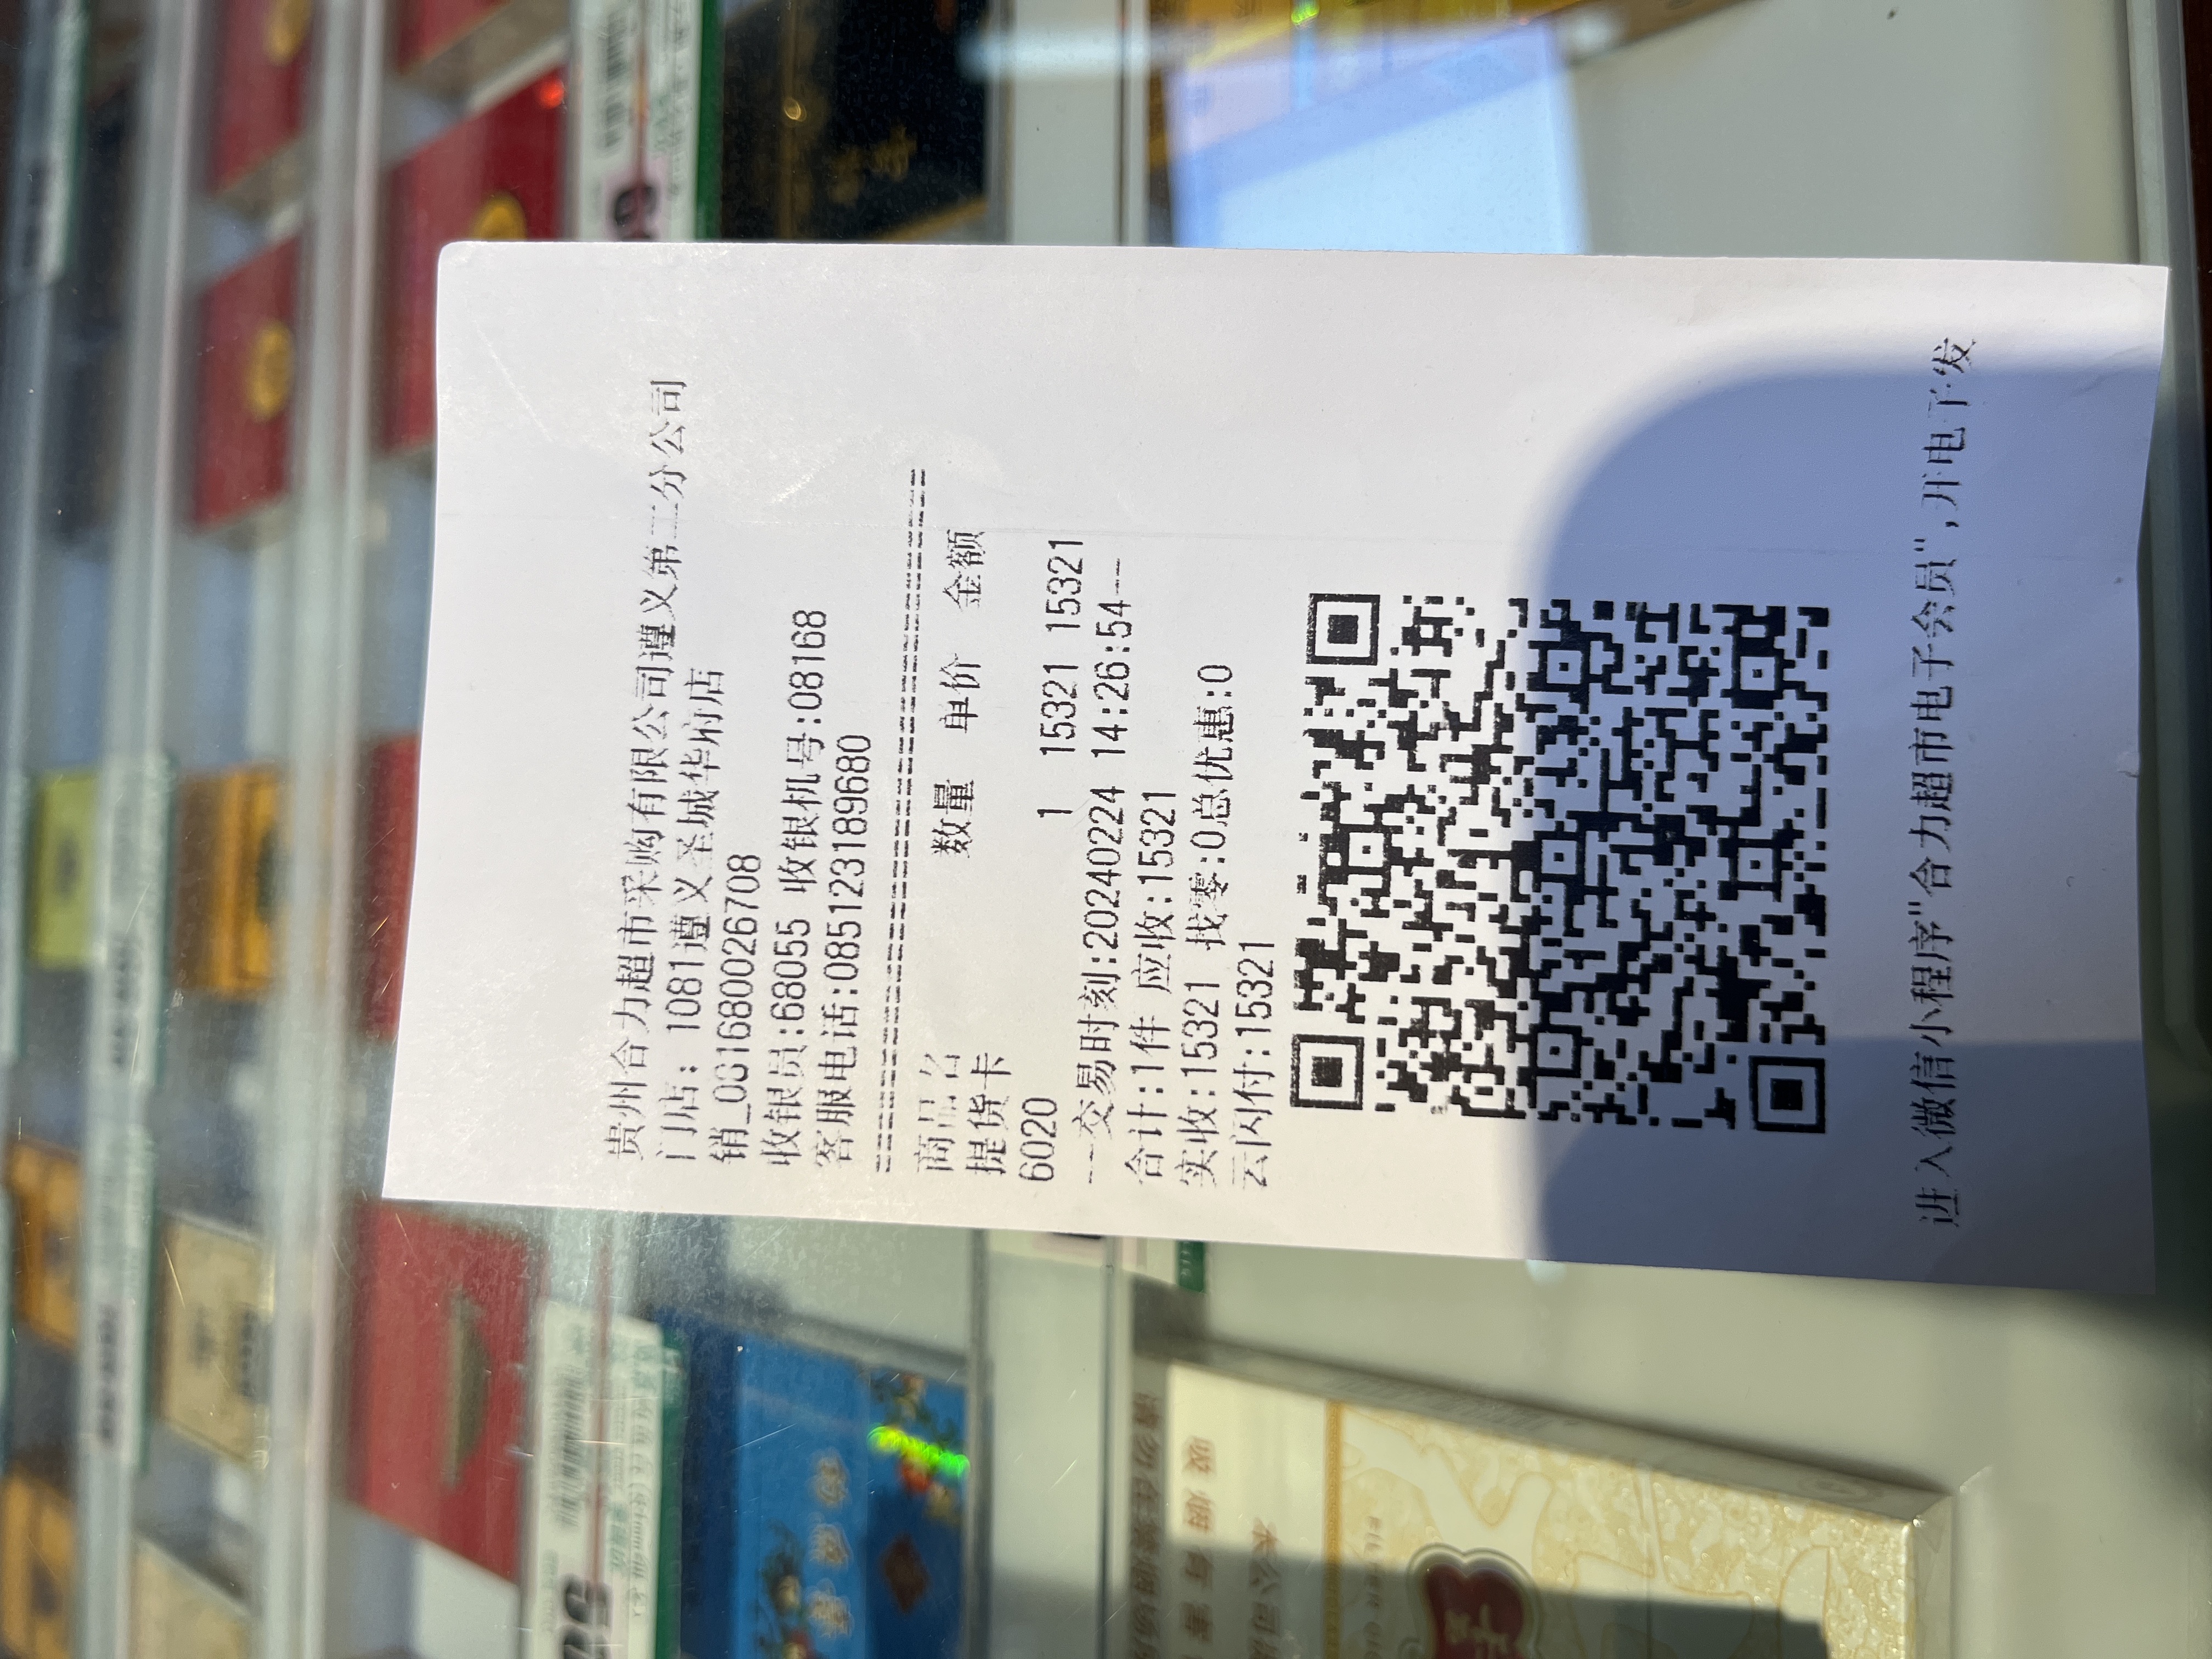 贵州合力超市采购有限公司遵义第二分公司
门店: 1081遵义圣城华府店
销_0G1680026708
收银员:68055 收银机号:08168
客服电话:085123189680
商品名 数量 单价 金额
提货卡
6020 1 15321 15321
---交易时刻:20240224 14:26:54--
合计:1件 应收:15321
实收:15321 找零:0总优惠:0
云闪付:15321
进入微信小程序"合力超市电子会员",开电子发